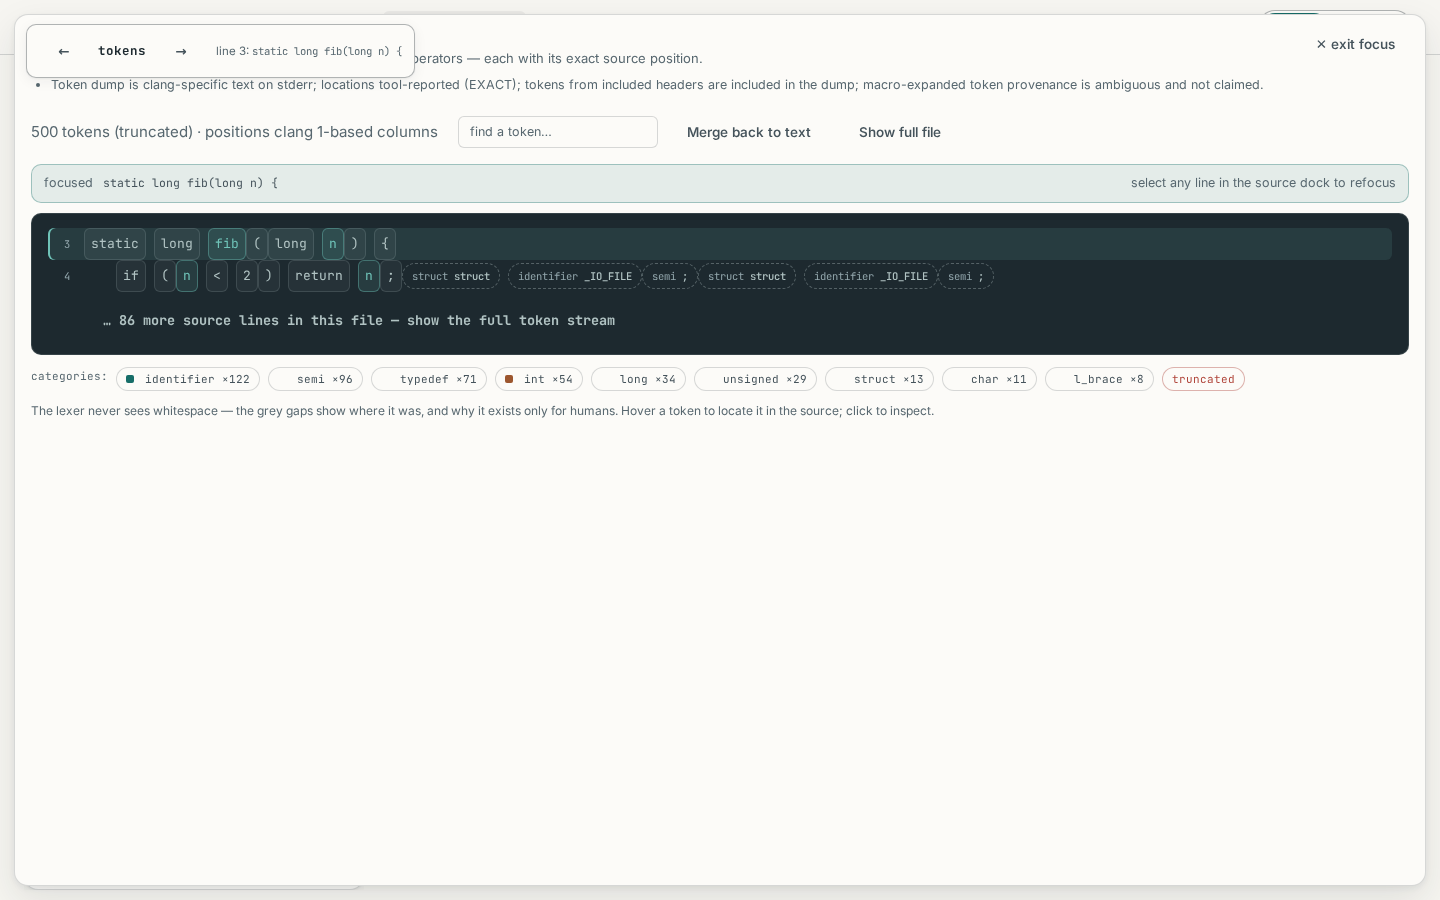 ← tokens → line 3: static long fib(long n) {
✕ exit focus
perators — each with its exact source position.
• Token dump is clang-specific text on stderr; locations tool-reported (EXACT); tokens from included headers are included in the dump; macro-expanded token provenance is ambiguous and not claimed.
500 tokens (truncated) · positions clang 1-based columns find a token… Merge back to text Show full file
focused static long fib(long n) { select any line in the source dock to refocus
3 static long fib ( long n ) {
4 if ( n < 2 ) return n ; struct struct identifier _IO_FILE semi ; struct struct identifier _IO_FILE semi ;
… 86 more source lines in this file — show the full token stream
categories: identifier ×122 semi ×96 typedef ×71 int ×54 long ×34 unsigned ×29 struct ×13 char ×11 l_brace ×8 truncated
The lexer never sees whitespace — the grey gaps show where it was, and why it exists only for humans. Hover a token to locate it in the source; click to inspect.